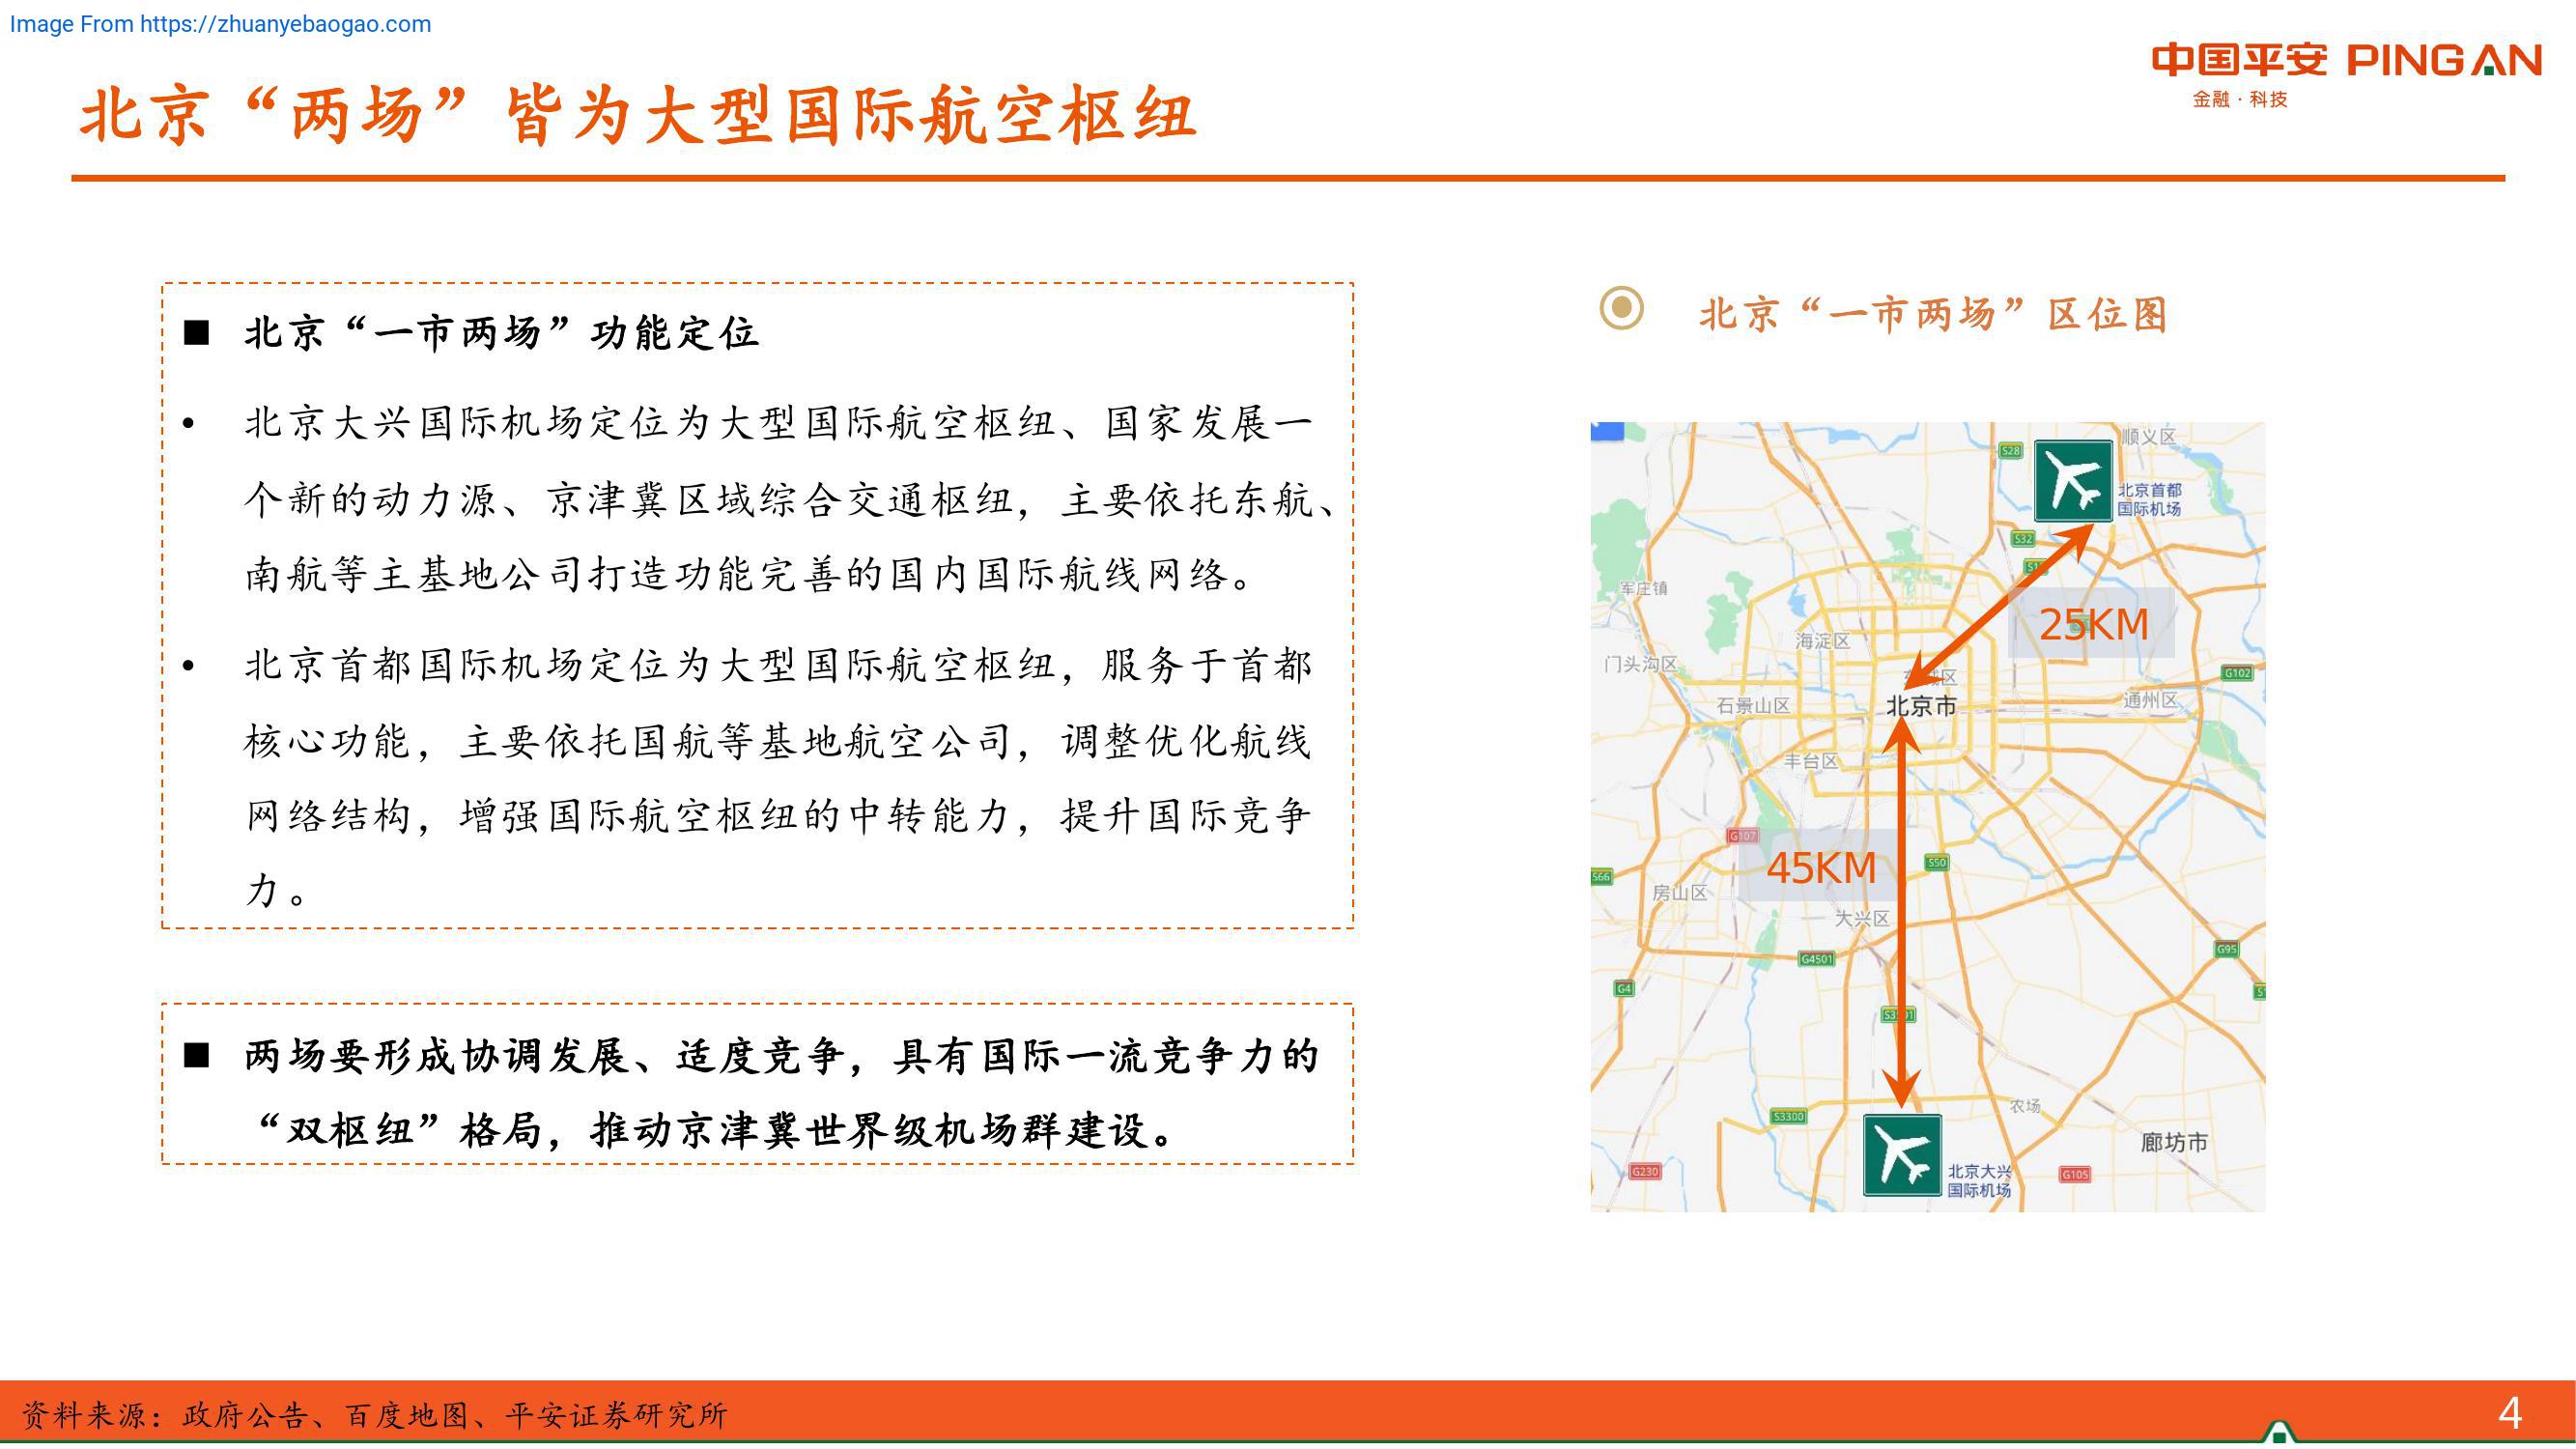 Image From https://zhuanyebaogao.com
中国平安 PINGAN
金融·科技
北京“两场”皆为大型国际航空枢纽
■ 北京“一市两场”功能定位
• 北京大兴国际机场定位为大型国际航空枢纽、国家发展一
个新的动力源、京津冀区域综合交通枢纽，主要依托东航、
南航等主基地公司打造功能完善的国内国际航线网络。
• 北京首都国际机场定位为大型国际航空枢纽，服务于首都
核心功能，主要依托国航等基地航空公司，调整优化航线
网络结构，增强国际航空枢纽的中转能力，提升国际竞争
力。
■ 两场要形成协调发展、适度竞争，具有国际一流竞争力的
“双枢纽”格局，推动京津冀世界级机场群建设。
北京“一市两场”区位图
顺义区
S28
北京首都
国际机场
S32
军庄镇
25KM
海淀区
门头沟区
G102
石景山区
北京市
通州区
丰台区
G107
45KM
S50
S66
房山区
大兴区
G95
G4501
G4
农场
S3300
廊坊市
G230
北京大兴
国际机场
G105
资料来源：政府公告、百度地图、平安证券研究所
4